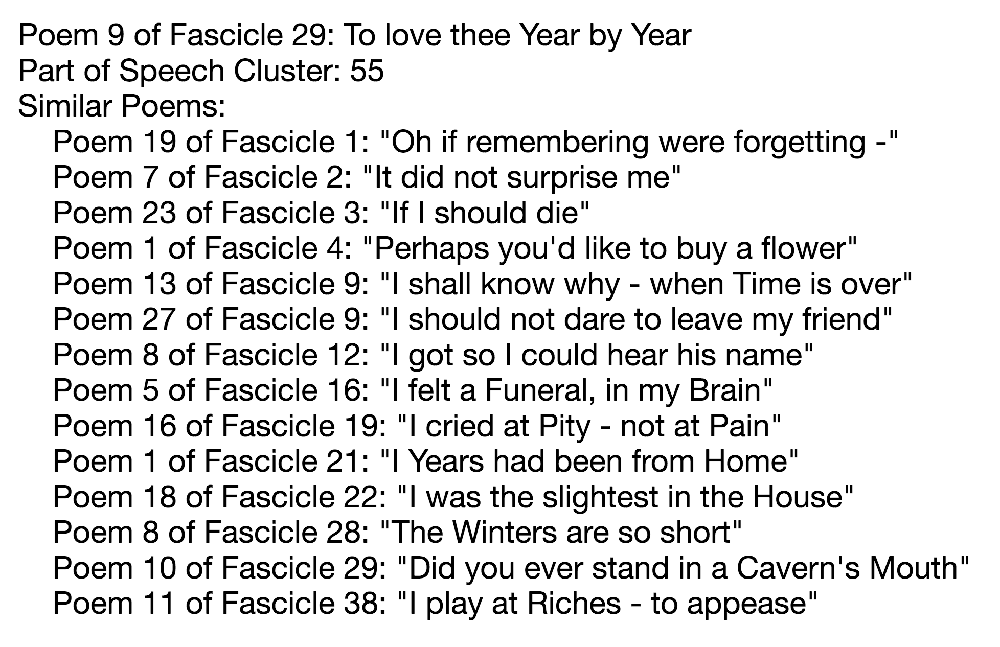 Poem 9 of Fascicle 29: To love thee Year by Year
Part of Speech Cluster: 55
Similar Poems:
Poem 19 of Fascicle 1: "Oh if remembering were forgetting -"
Poem 7 of Fascicle 2: "It did not surprise me"
Poem 23 of Fascicle 3: "If I should die"
Poem 1 of Fascicle 4: "Perhaps you'd like to buy a flower"
Poem 13 of Fascicle 9: "I shall know why - when Time is over"
Poem 27 of Fascicle 9: "I should not dare to leave my friend"
Poem 8 of Fascicle 12: "I got so I could hear his name"
Poem 5 of Fascicle 16: "I felt a Funeral, in my Brain"
Poem 16 of Fascicle 19: "I cried at Pity - not at Pain"
Poem 1 of Fascicle 21: "I Years had been from Home"
Poem 18 of Fascicle 22: "I was the slightest in the House"
Poem 8 of Fascicle 28: "The Winters are so short"
Poem 10 of Fascicle 29: "Did you ever stand in a Cavern's Mouth"
Poem 11 of Fascicle 38: "I play at Riches - to appease"